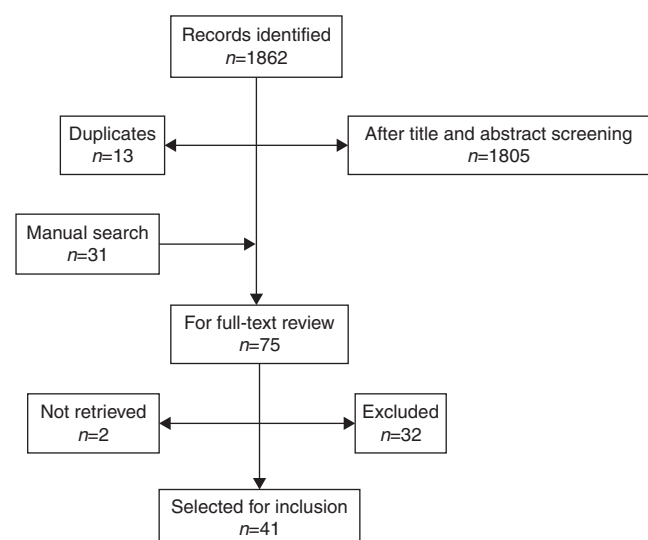 Records identified
n=1862
Duplicates
n=13
After title and abstract screening
n=1805
Manual search
n=31
For full-text review
n=75
Not retrieved
n=2
Excluded
n=32
Selected for inclusion
n=41